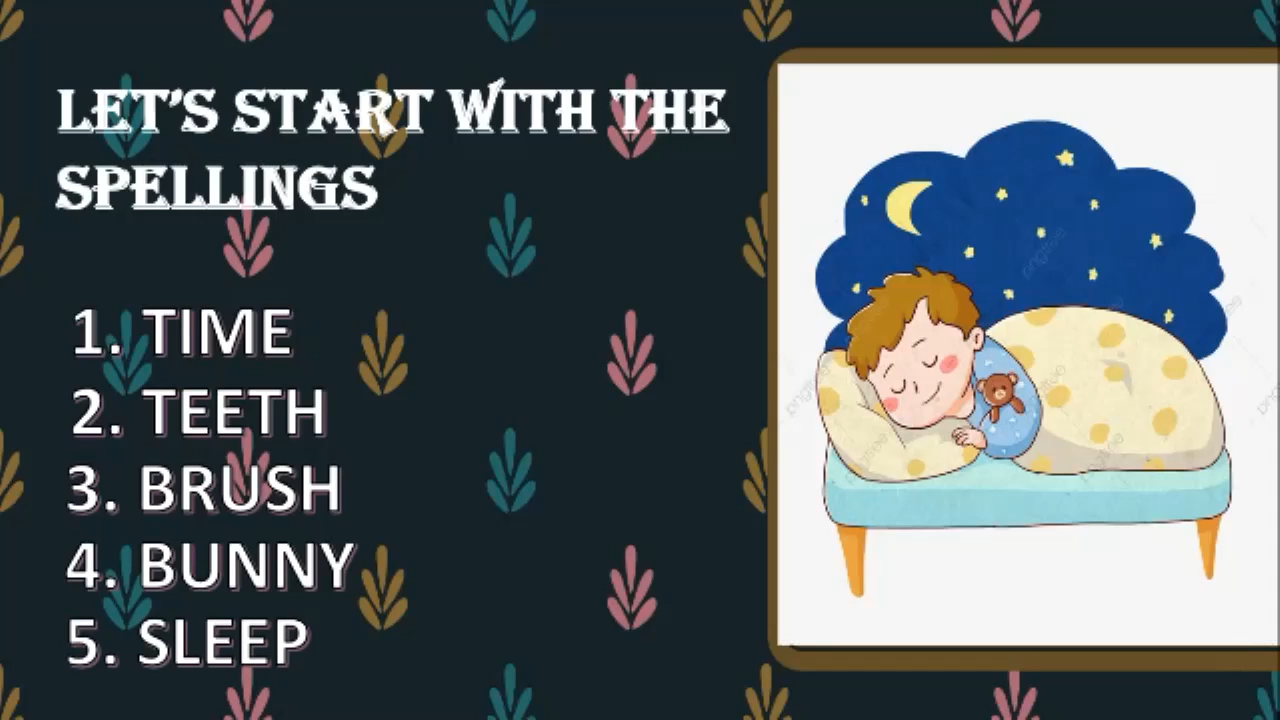 LET'S START WITH THE
SPELLINGS
1. TIME
2. TEETH
3. BRUSH
4. BUNNY
5. SLEEP